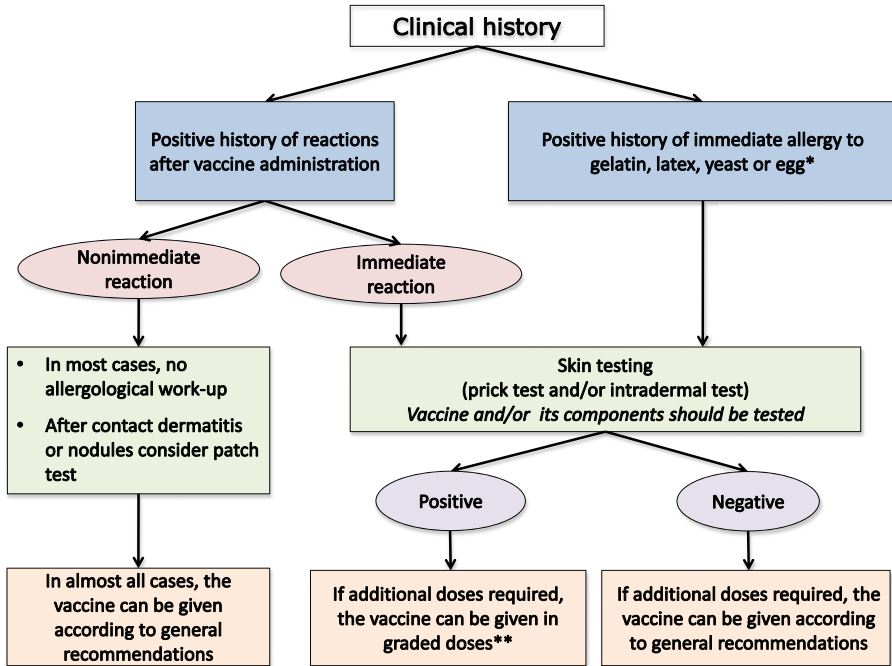 Clinical history
Positive history of reactions
after vaccine administration
Positive history of immediate allergy to
gelatin, latex, yeast or egg*
Nonimmediate
reaction
Immediate
reaction
• In most cases, no
allergological work-up
• After contact dermatitis
or nodules consider patch
test
Skin testing
(prick test and/or intradermal test)
Vaccine and/or its components should be tested
Positive
Negative
In almost all cases, the
vaccine can be given
according to general
recommendations
If additional doses required,
the vaccine can be given in
graded doses**
If additional doses required, the
vaccine can be given according
to general recommendations